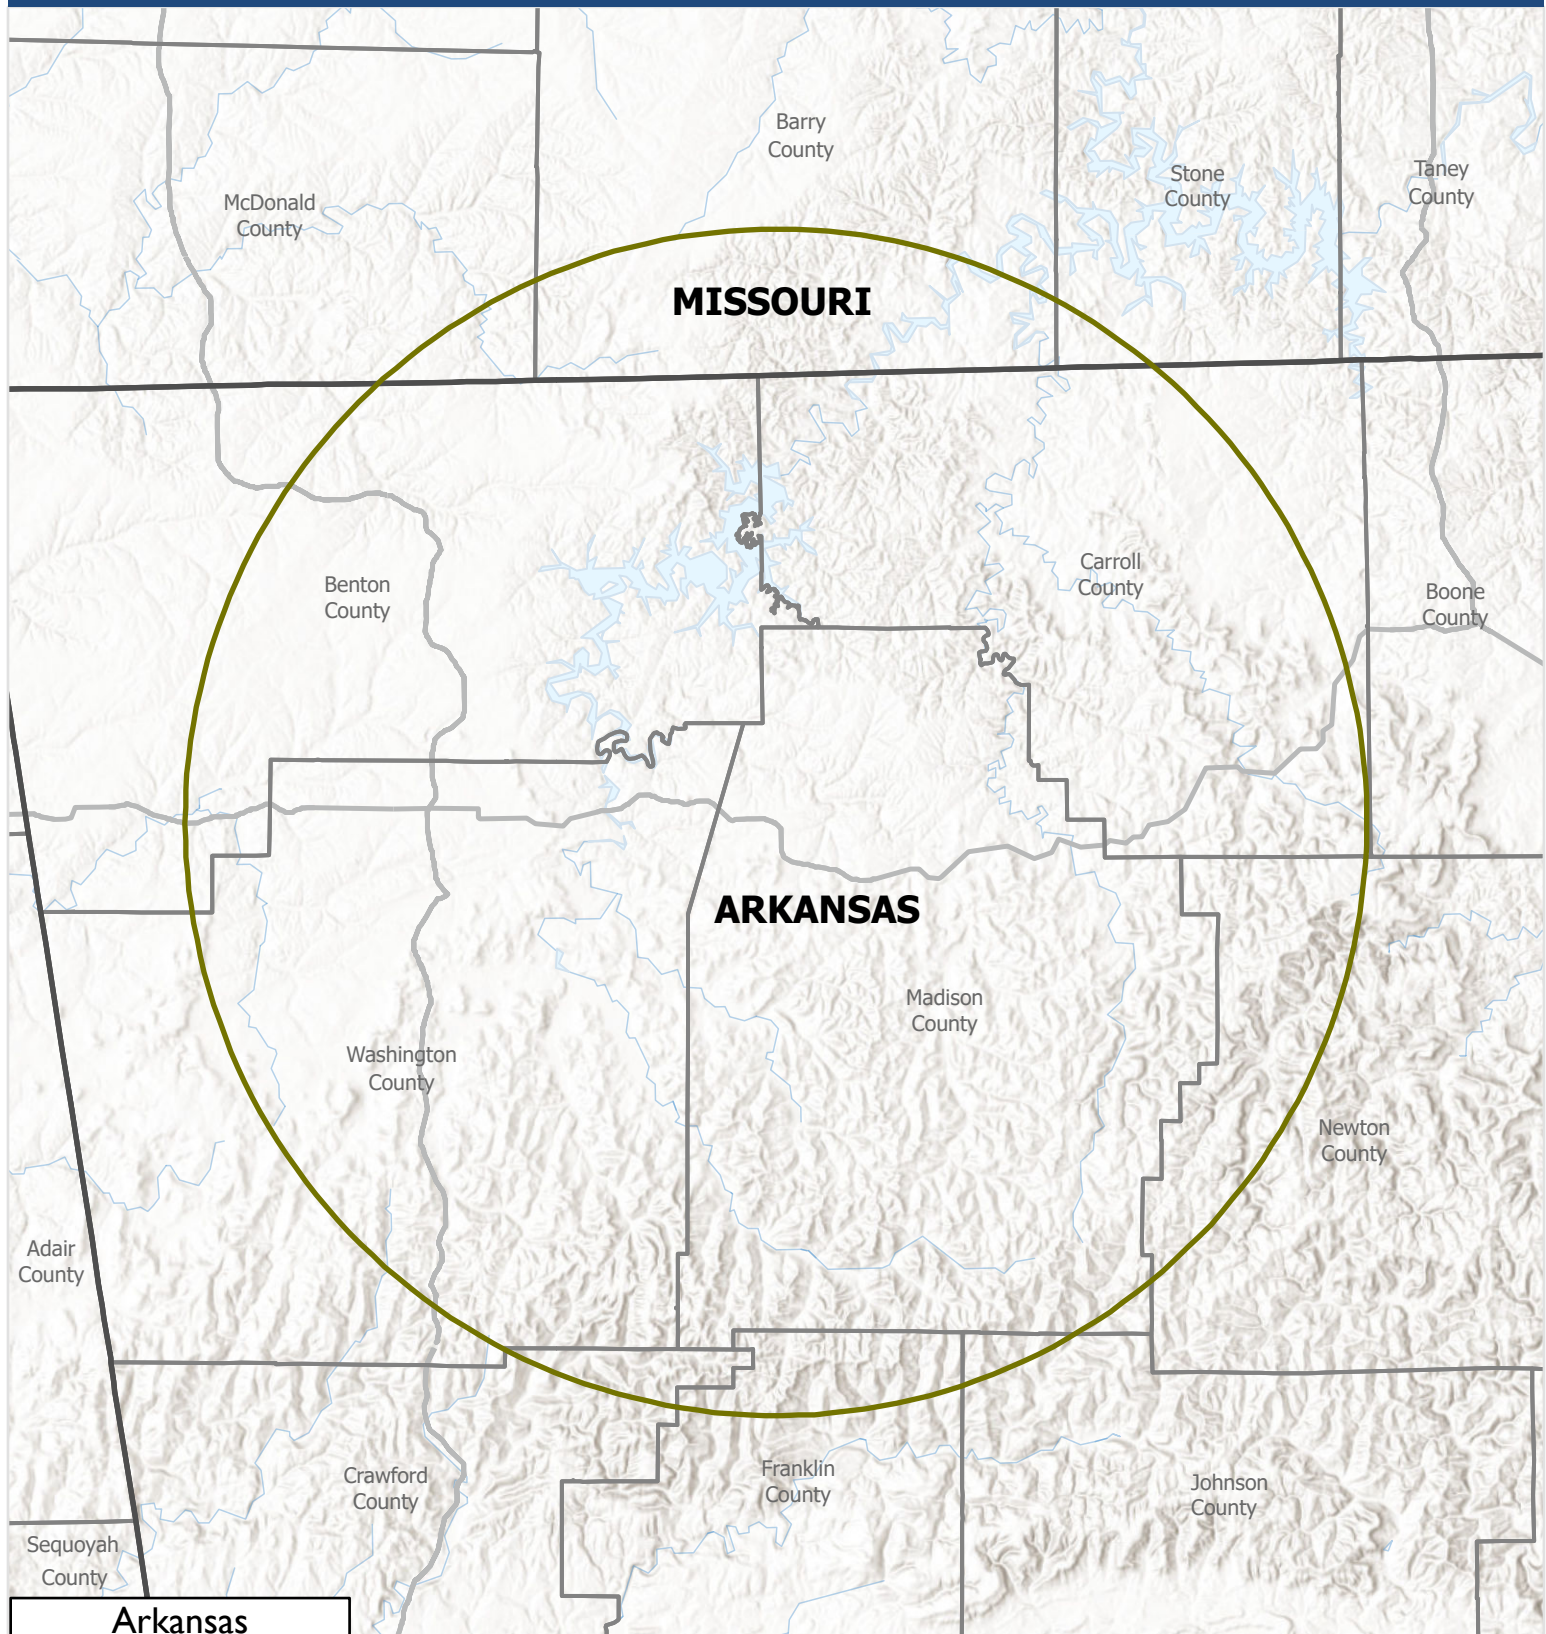 Barry
County
Stone
County
Taney
County
McDonald
County
MISSOURI
Benton
County
Carroll
County
Boone
County
ARKANSAS
Madison
County
Washington
County
Newton
County
Adair
County
Crawford
County
Franklin
County
Johnson
County
Sequoyah
County
Arkansas